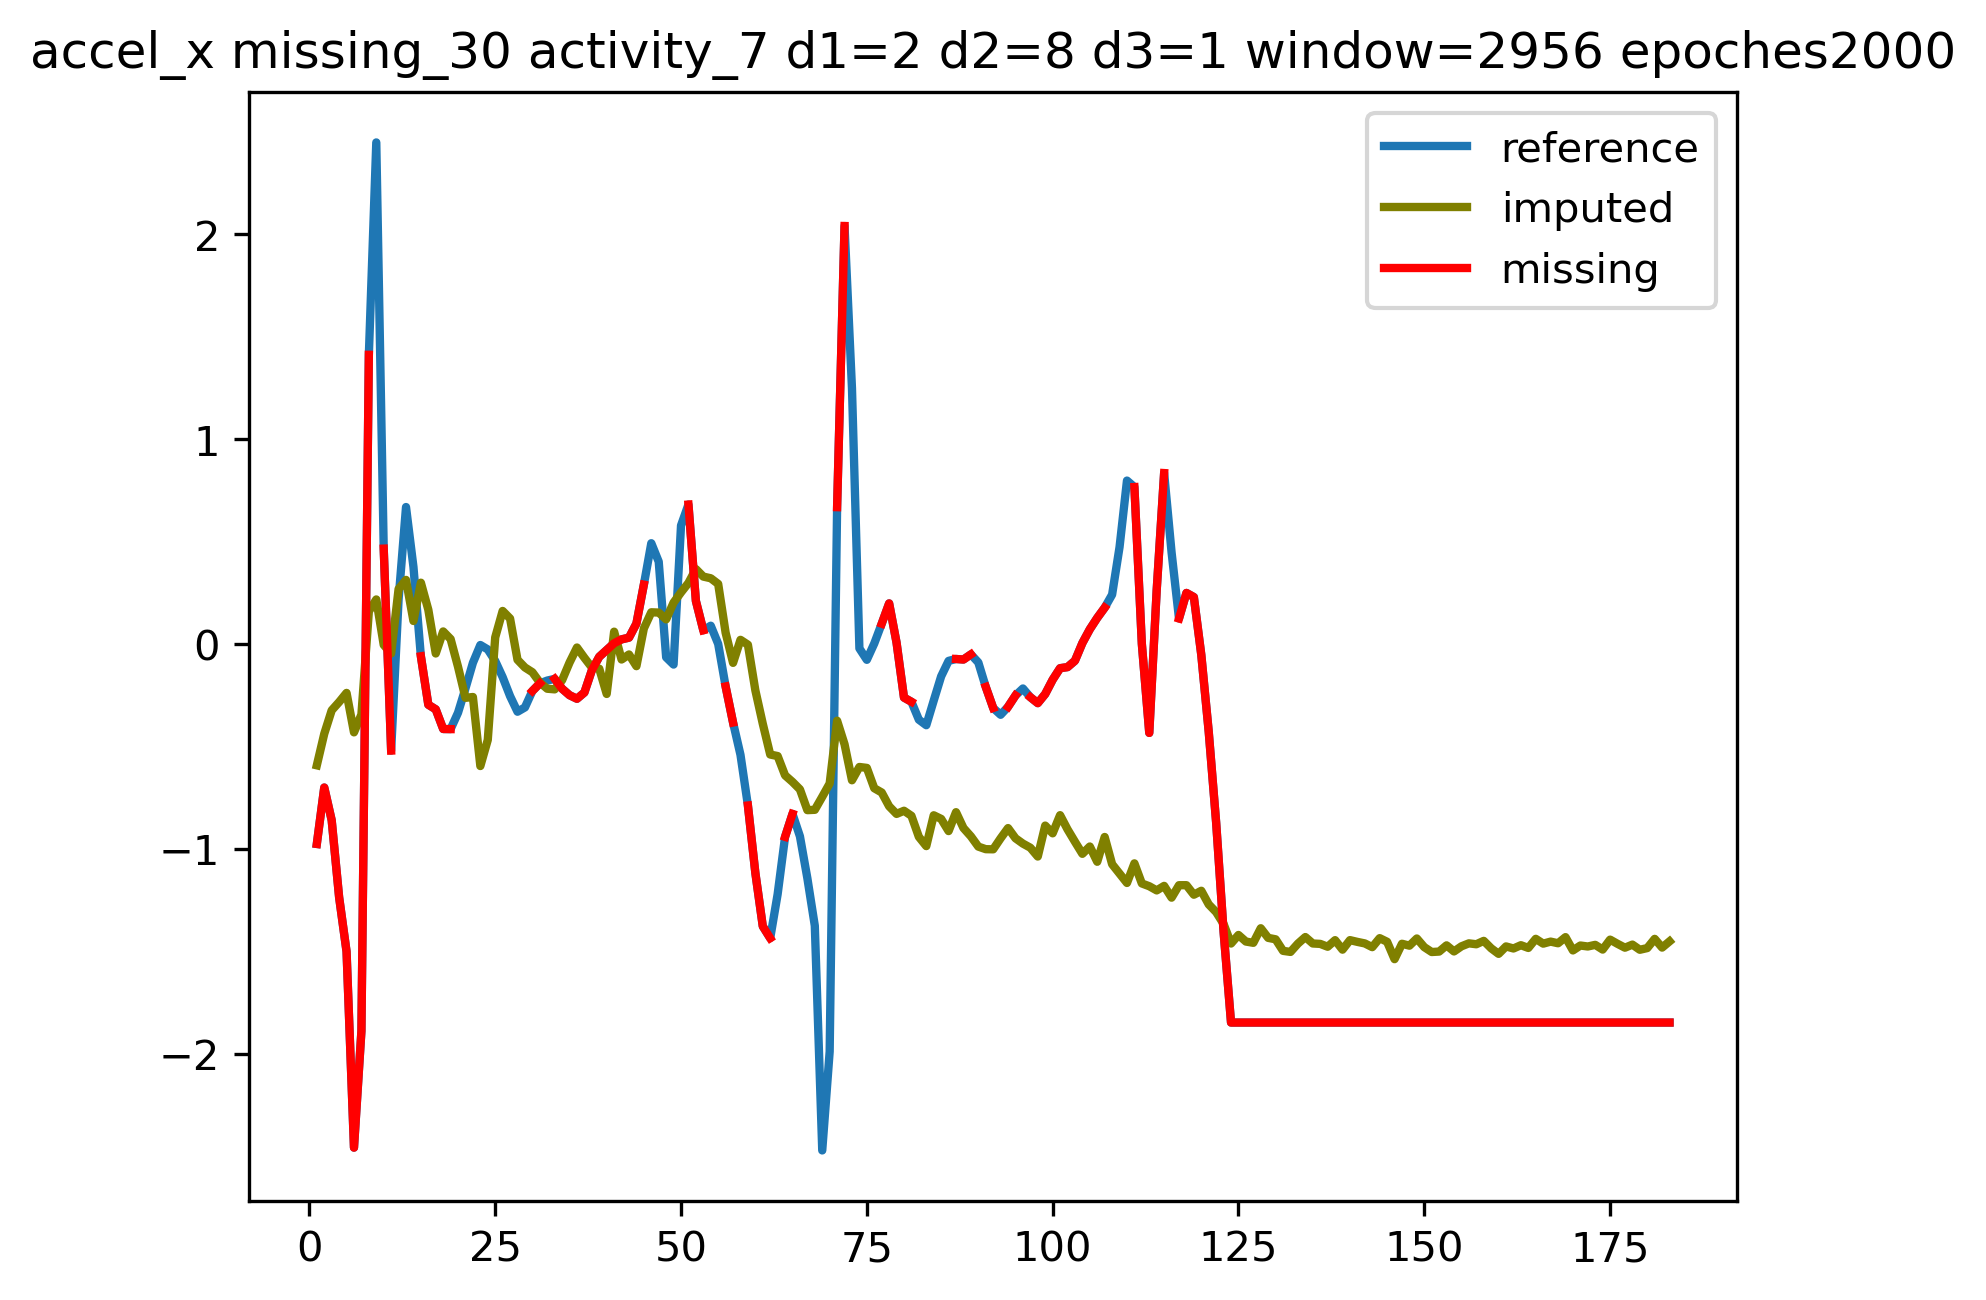 accel_x missing_30 activity_7 d1=2 d2=8 d3=1 window=2956 epoches2000
reference
imputed
missing
2
1
0
−1
−2
0 25 50 75 100 125 150 175